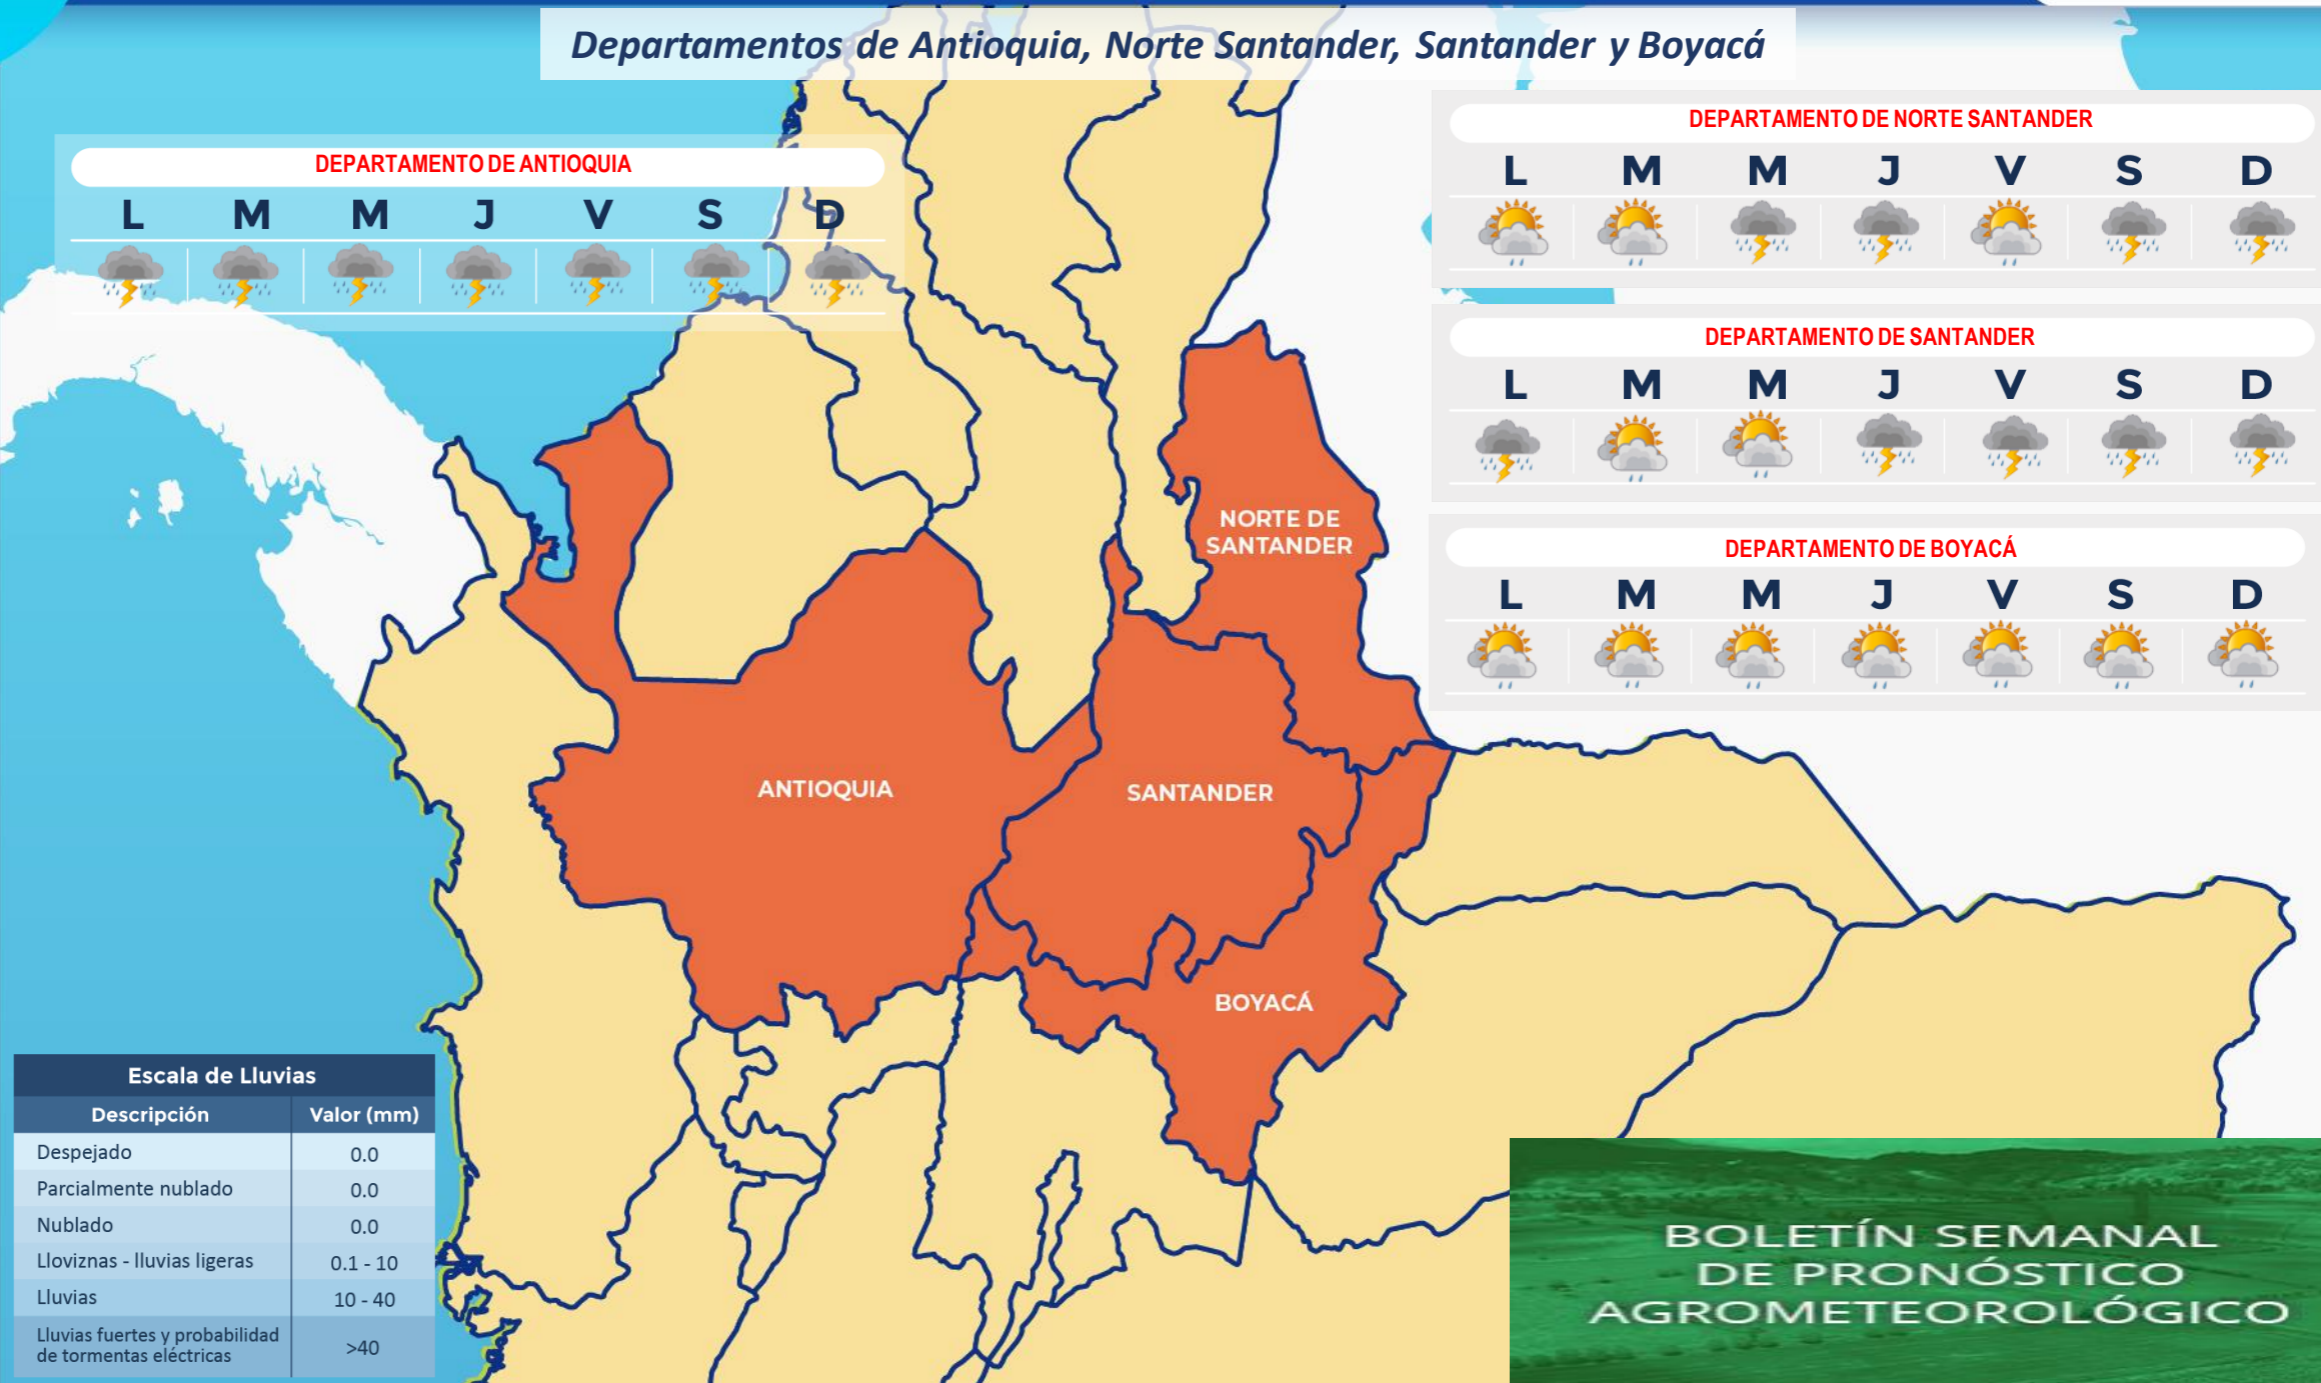 Departamentos de Antioquia, Norte Santander, Santander y Boyacá
DEPARTAMENTO DE ANTIOQUIA
L M M J V S D
DEPARTAMENTO DE NORTE SANTANDER
L M M J V S D
DEPARTAMENTO DE SANTANDER
L M M J V S D
DEPARTAMENTO DE BOYACÁ
L M M J V S D
NORTE DE
SANTANDER
ANTIOQUIA
SANTANDER
BOYACÁ
Escala de Lluvias
Descripción Valor (mm)
Despejado 0.0
Parcialmente nublado 0.0
Nublado 0.0
Lloviznas - lluvias ligeras 0.1 - 10
Lluvias 10 - 40
Lluvias fuertes y probabilidad
de tormentas eléctricas >40
BOLETÍN SEMANAL
DE PRONÓSTICO
AGROMETEOROLÓGICO